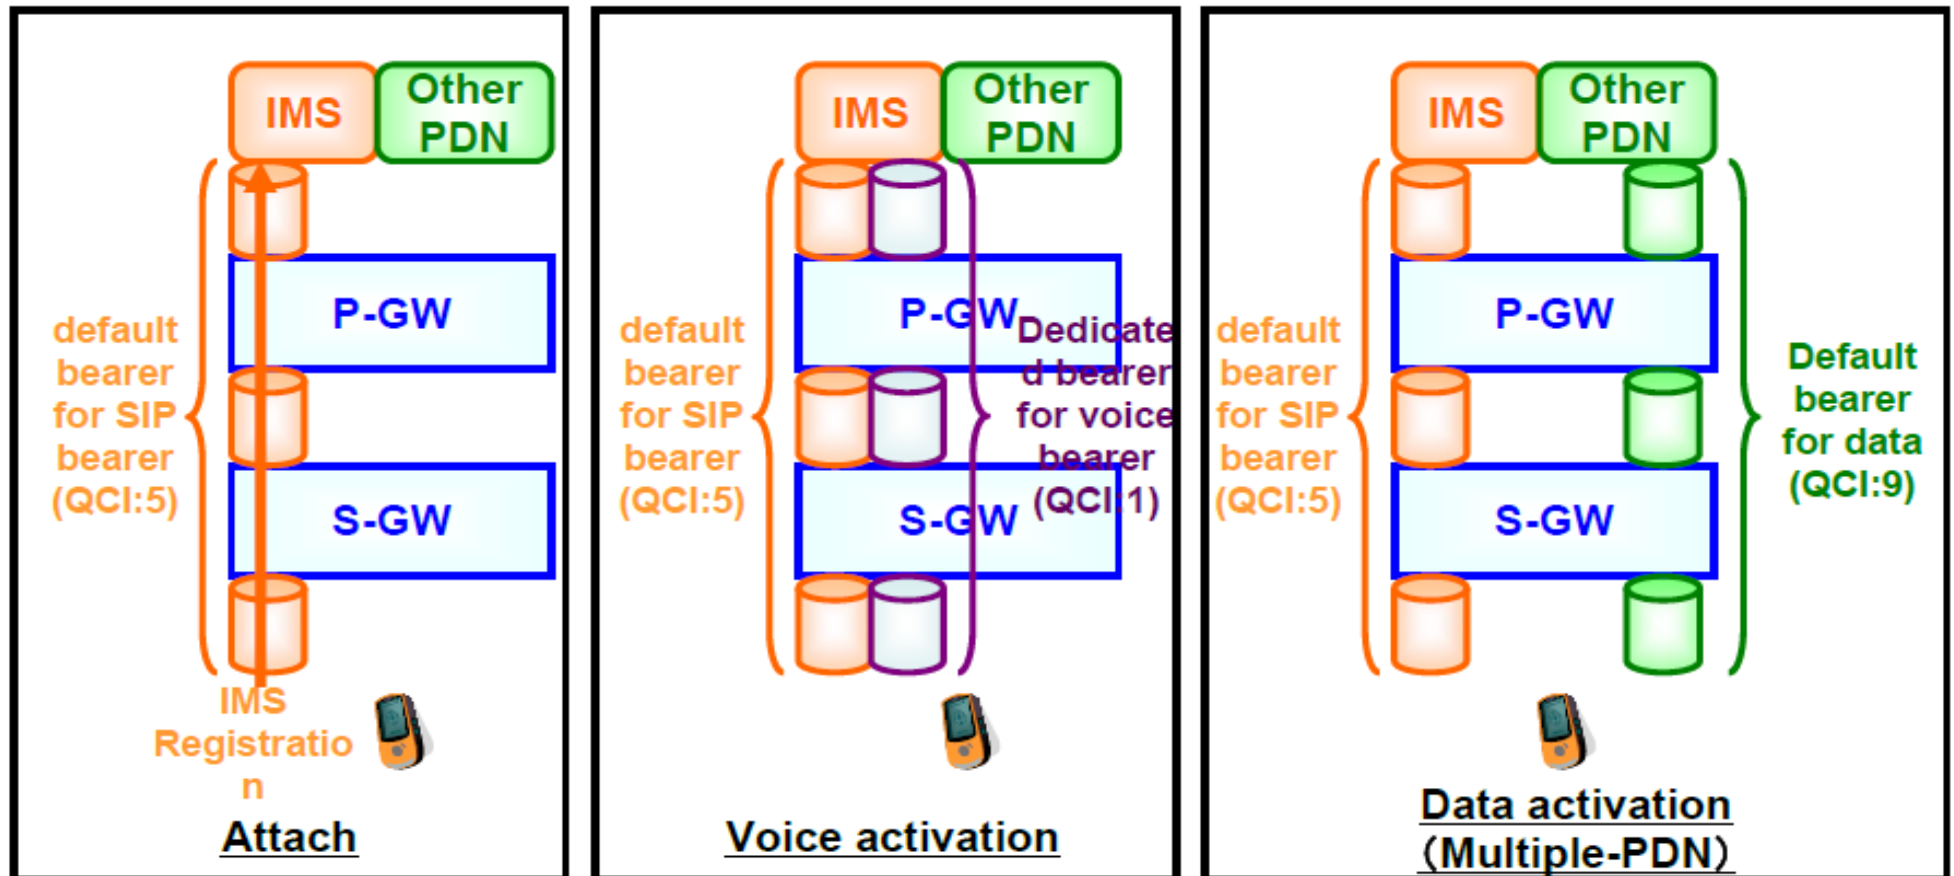 IMS
Other
PDN
P-GW
default
bearer
for SIP
bearer
(QCI:5)
S-GW
IMS
Registratio
n
Attach
IMS
Other
PDN
P-GW
default
bearer
for SIP
bearer
(QCI:5)
Dedicate
d bearer
for voice
bearer
(QCI:1)
S-GW
Voice activation
IMS
Other
PDN
P-GW
default
bearer
for SIP
bearer
(QCI:5)
Default
bearer
for data
(QCI:9)
S-GW
Data activation
（Multiple-PDN）